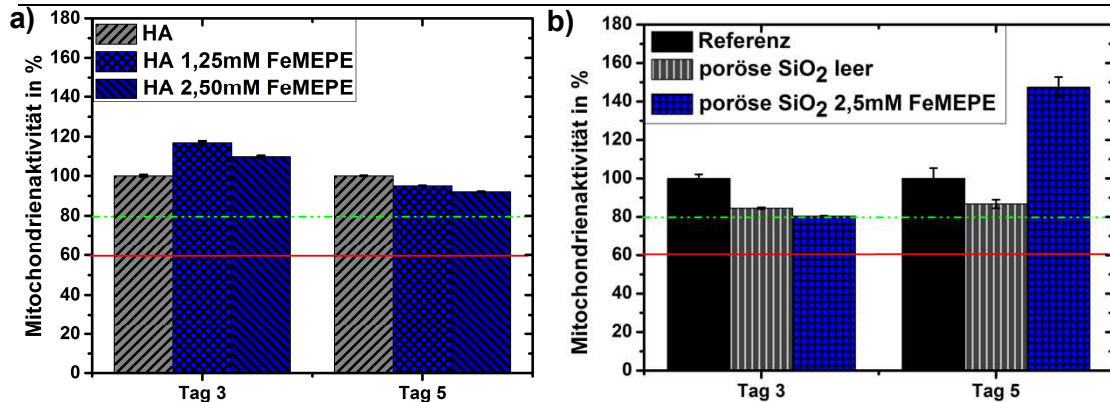 a)
HA
HA 1,25mM FeMEPE
HA 2,50mM FeMEPE
Mitochondrienaktivität in %
180
160
140
120
100
80
60
40
20
0
Tag 3
Tag 5
b)
Referenz
poröse SiO2 leer
poröse SiO2 2,5mM FeMEPE
Mitochondrienaktivität in %
180
160
140
120
100
80
60
40
20
0
Tag 3
Tag 5